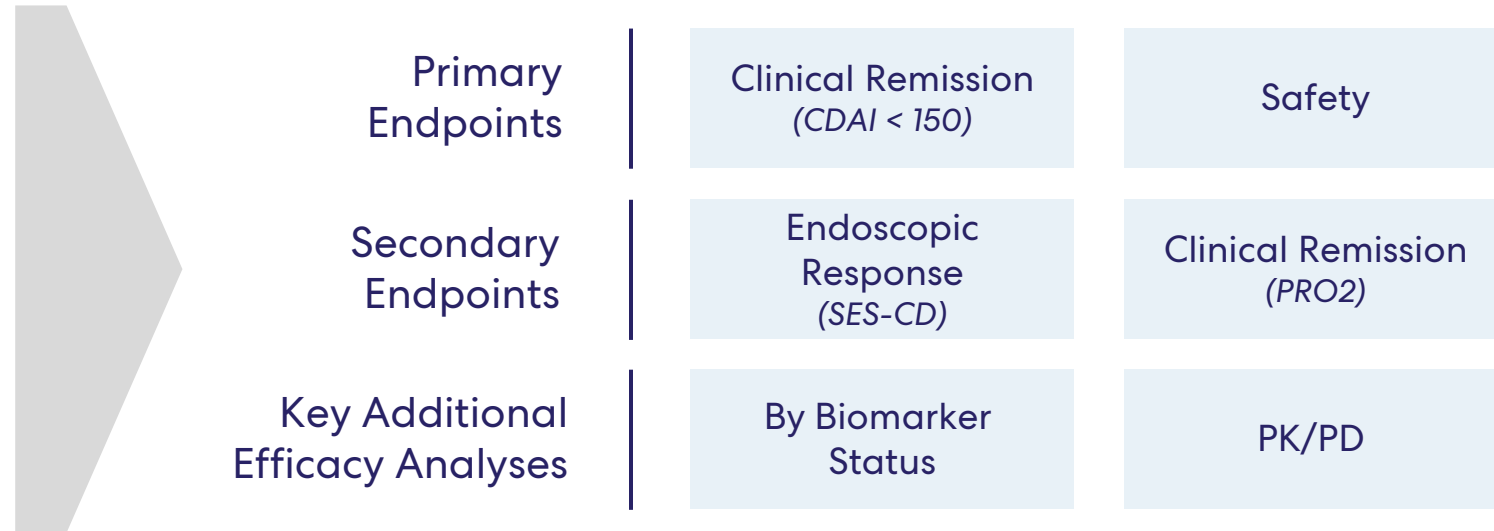 Primary
Endpoints
Clinical Remission
(CDAI < 150)
Safety
Secondary
Endpoints
Endoscopic
Response
(SES-CD)
Clinical Remission
(PRO2)
Key Additional
Efficacy Analyses
By Biomarker
Status
PK/PD